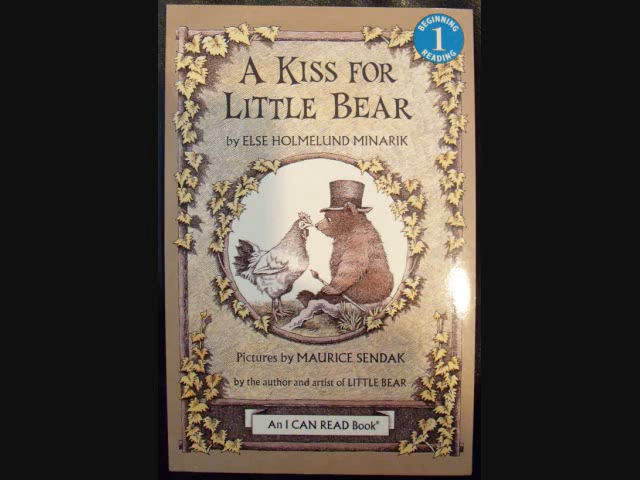 BEGINNING
1
READING
A KISS FOR
LITTLE BEAR
by ELSE HOLMELUND MINARIK
Pictures by MAURICE SENDAK
by the author and artist of LITTLE BEAR
An I CAN READ Book®